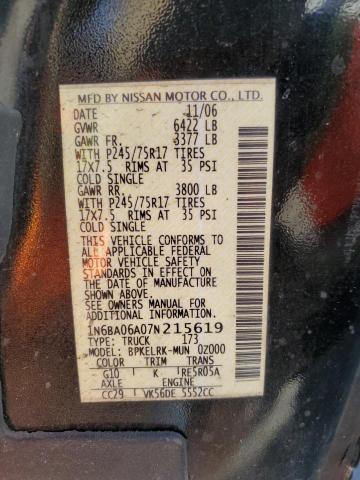 MFD BY NISSAN MOTOR CO., LTD.
DATE 11/06
GVWR 6422 LB
GAWR FR. 3377 LB
WITH P245/75R17 TIRES
17×7.5 RIMS AT 35 PSI
COLD SINGLE
GAWR RR. 3800 LB
WITH P245/75R17 TIRES
17×7.5 RIMS AT 35 PSI
COLD SINGLE
THIS VEHICLE CONFORMS TO
ALL APPLICABLE FEDERAL
MOTOR VEHICLE SAFETY
STANDARDS IN EFFECT ON
THE DATE OF MANUFACTURE
SHOWN ABOVE.
SEE OWNERS MANUAL FOR
ADDITIONAL INFORMATION.
1N6BA06A07N215619
TYPE: TRUCK 173
MODEL: BPKELRK-MUN 0Z000
COLOR TRIM TRANS
G10 K RE5R05A
AXLE ENGINE
CC29 VK56DE 5552CC